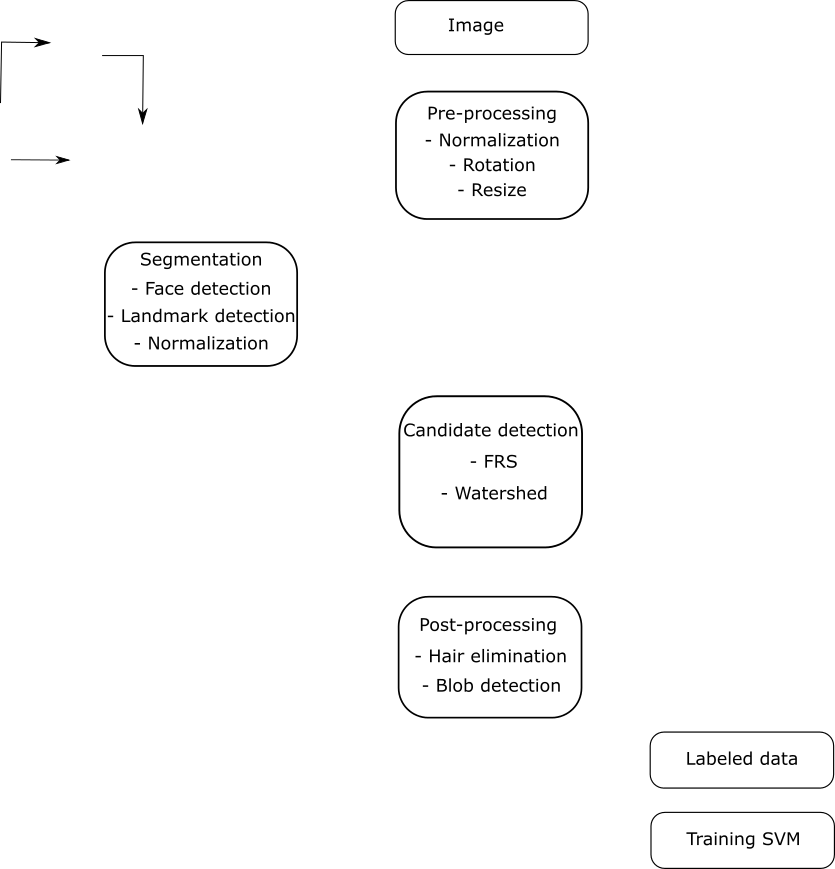 Image
Pre-processing
- Normalization
- Rotation
- Resize
Segmentation
- Face detection
- Landmark detection
- Normalization
Candidate detection
- FRS
- Watershed
Post-processing
- Hair elimination
- Blob detection
Labeled data
Training SVM